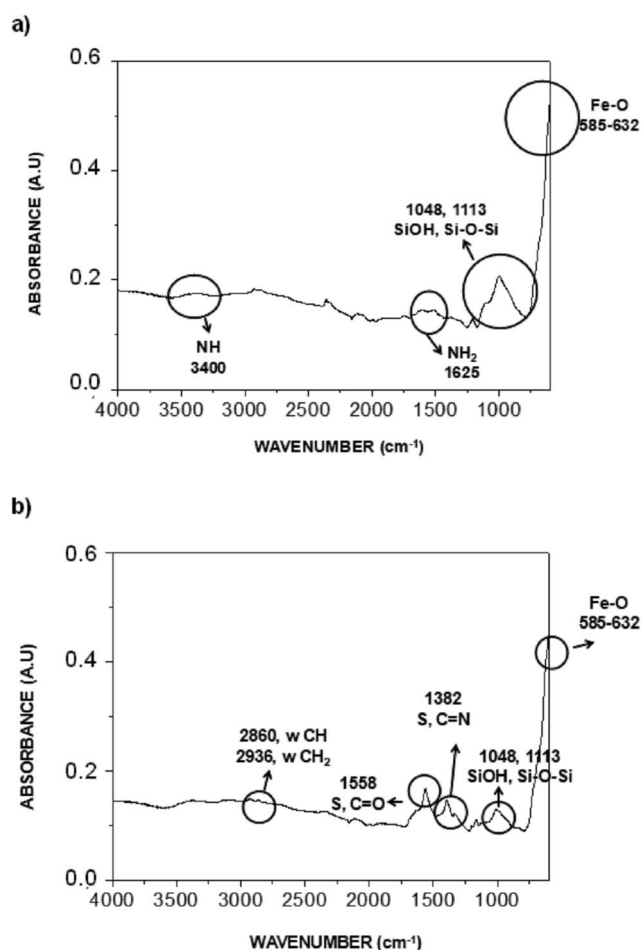 a)
0.6
0.4
0.2
0.0
ABSORBANCE (A.U)
Fe-O
585-632
1048, 1113
SiOH, Si-O-Si
NH
3400
NH₂
1625
4000 3500 3000 2500 2000 1500 1000
WAVENUMBER (cm⁻¹)
b)
0.6
0.4
0.2
0.0
ABSORBANCE (A.U)
Fe-O
585-632
1382
S, C=N
2860, w CH
2936, w CH₂
1558
S, C=O
1048, 1113
SiOH, Si-O-Si
4000 3500 3000 2500 2000 1500 1000
WAVENUMBER (cm⁻¹)